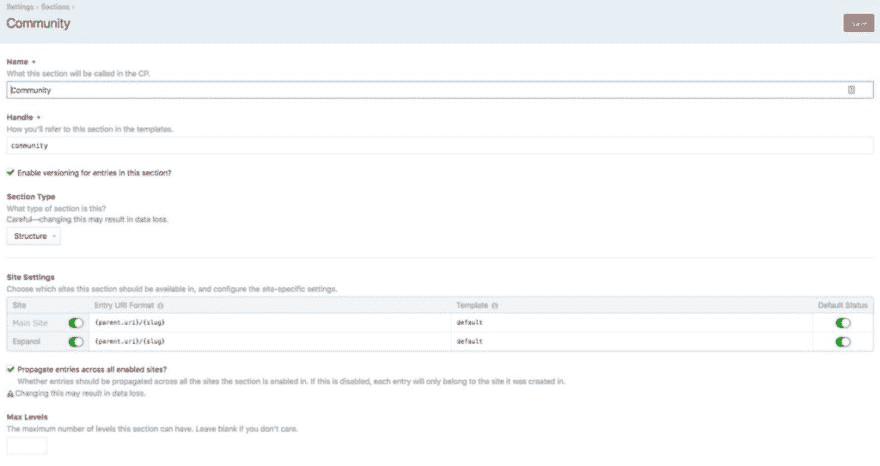 Settings › Sections ›
Community
Save
Name
What this section will be called in the CP.
Community
Handle
How you'll refer to this section in the templates.
community
Enable versioning for entries in this section?
Section Type
What type of section is this?
Careful—changing this may result in data loss.
Structure
Site Settings
Choose which sites this section should be available in, and configure the site-specific settings.
Site Entry URI Format Template Default Status
Main Site {parent.uri}/{slug} default
Espanol {parent.uri}/{slug} default
Propagate entries across all enabled sites?
Whether entries should be propagated across all the sites the section is enabled in. If this is disabled, each entry will only belong to the site it was created in.
Changing this may result in data loss.
Max Levels
The maximum number of levels this section can have. Leave blank if you don't care.